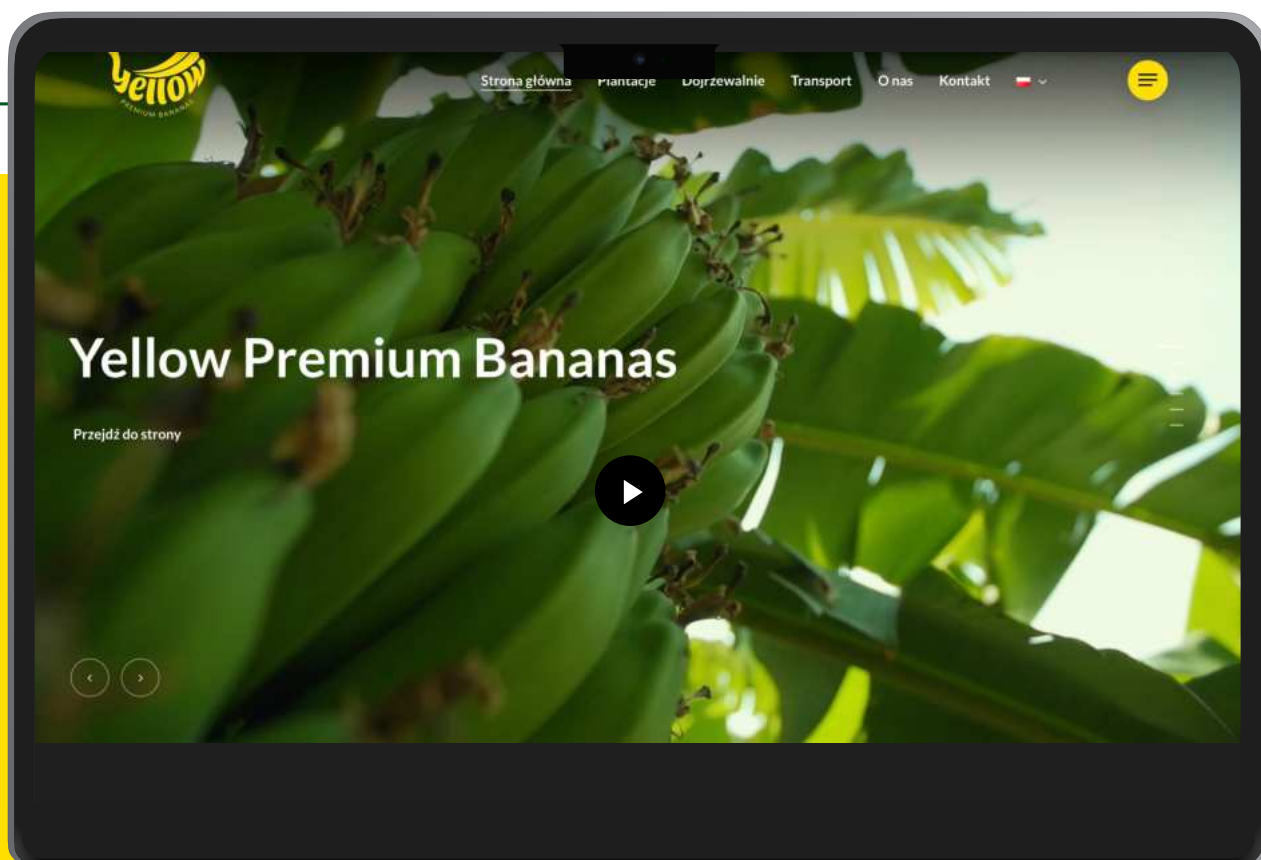 yellow
PREMIUM BANANAS
Strona główna Plantacje Dojrzewalnie Transport O nas Kontakt
Yellow Premium Bananas
Przejdź do strony